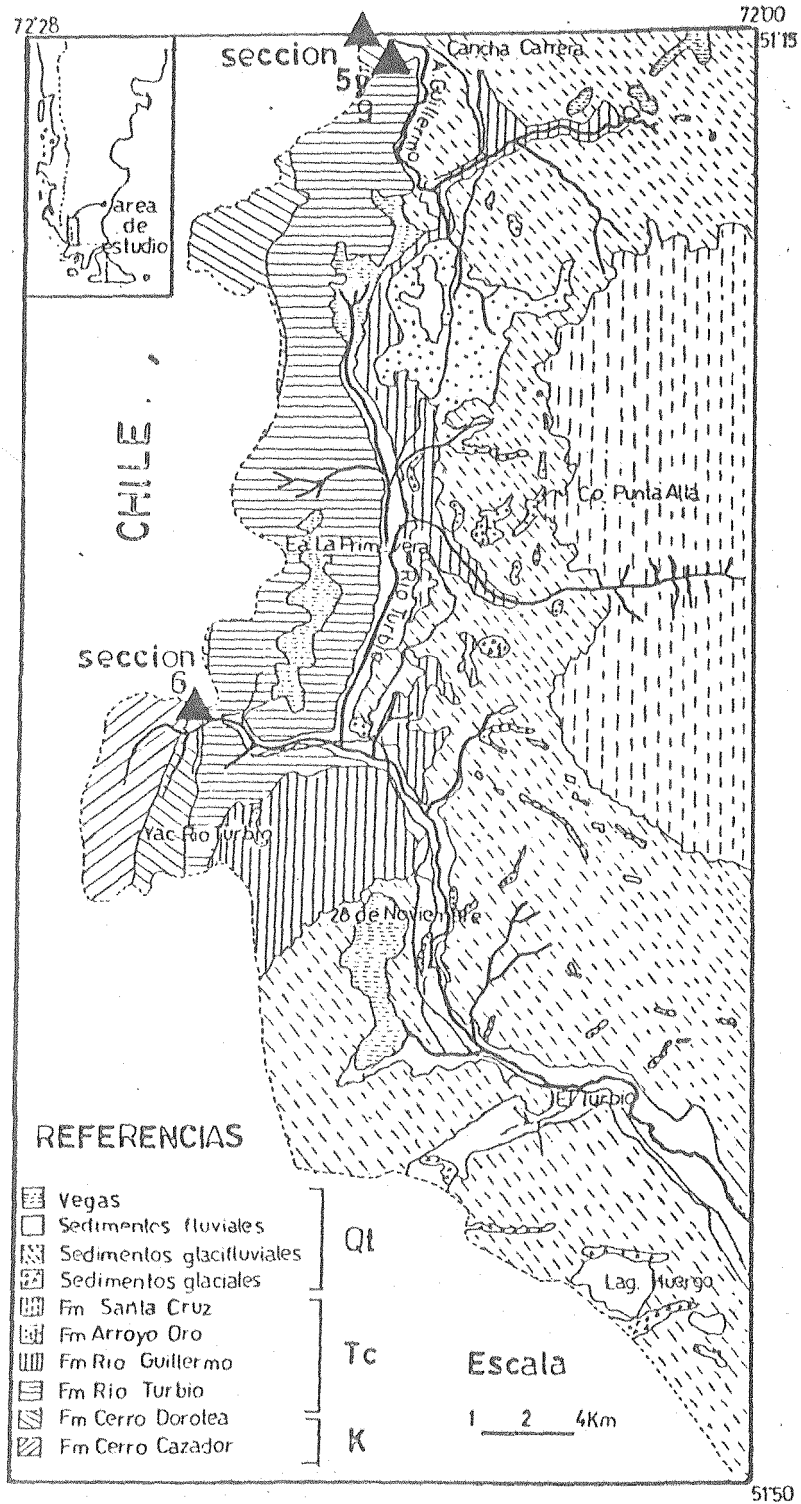 72°28
72°00
51°15
seccion
5y
9
Cancha Carrera
A. Guillermo
area
de
estudio
CHILE
Co. Punta Alta
Ea La Primavera
Rio Turbio
seccion
6
Yac. Rio Turbio
28 de Noviembre
El Turbio
Lag. Huergo
REFERENCIAS
Vegas
Sedimentos fluviales
Sedimentos glacifluviales
Sedimentos glaciales
Qt
Fm Santa Cruz
Fm Arroyo Oro
Fm Rio Guillermo
Fm Rio Turbio
Tc
Fm Cerro Dorotea
Fm Cerro Cazador
K
Escala
1 2 4Km
51°50